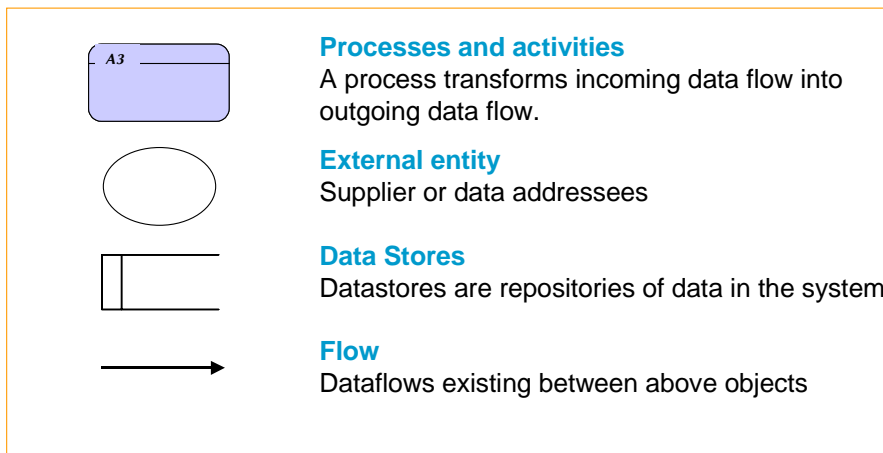 A3
Processes and activities
A process transforms incoming data flow into
outgoing data flow.
External entity
Supplier or data addressees
Data Stores
Datastores are repositories of data in the system
Flow
Dataflows existing between above objects